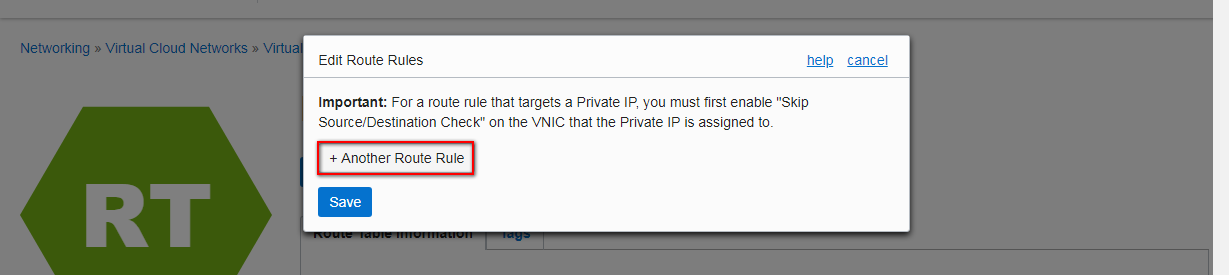 Networking » Virtual Cloud Networks » Virtual
Edit Route Rules
help
cancel
Important: For a route rule that targets a Private IP, you must first enable "Skip
Source/Destination Check" on the VNIC that the Private IP is assigned to.
+ Another Route Rule
Save
RT
Route Table Information
Tags